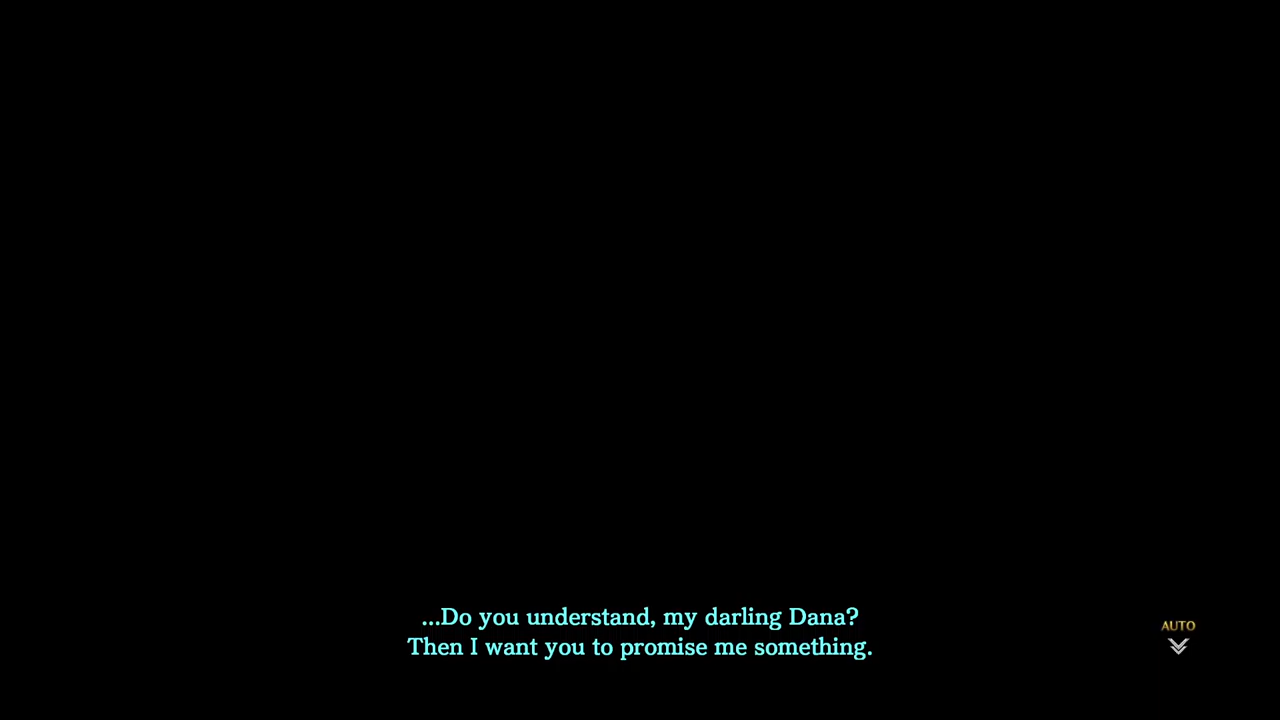 ...Do you understand, my darling Dana?
Then I want you to promise me something.
AUTO